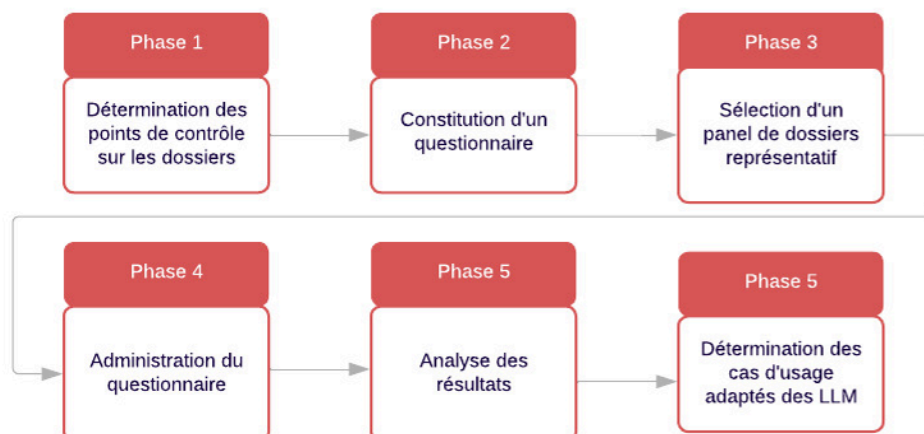 Phase 1
Détermination des
points de contrôle
sur les dossiers
Phase 2
Constitution d'un
questionnaire
Phase 3
Sélection d'un
panel de dossiers
représentatif
Phase 4
Administration du
questionnaire
Phase 5
Analyse des
résultats
Phase 5
Détermination des
cas d'usage
adaptés des LLM